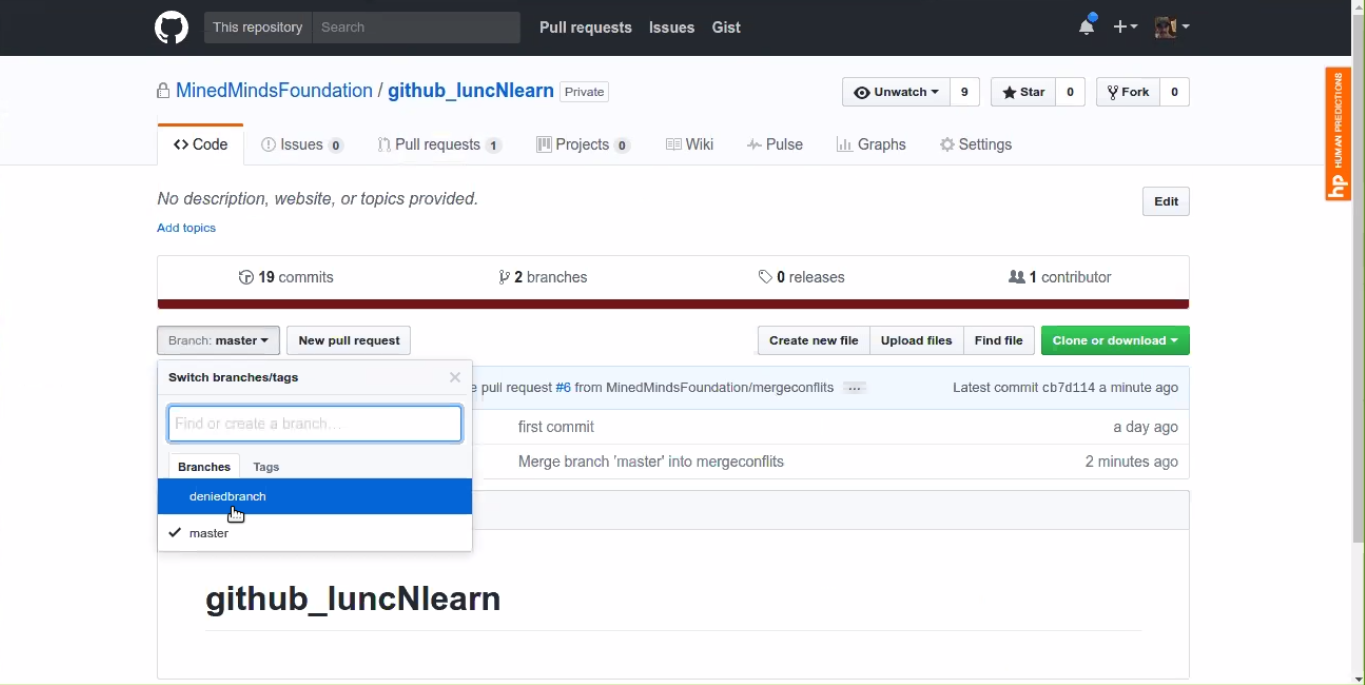 This repository Search Pull requests Issues Gist
MinedMindsFoundation / github_luncNlearn Private Unwatch 9 Star 0 Fork 0
hp HUMAN PREDICTIONS
Code Issues 0 Pull requests 1 Projects 0 Wiki Pulse Graphs Settings
No description, website, or topics provided. Edit
Add topics
19 commits 2 branches 0 releases 1 contributor
Branch: master New pull request Create new file Upload files Find file Clone or download
Switch branches/tags
e pull request #6 from MinedMindsFoundation/mergeconflits ... Latest commit cb7d114 a minute ago
Find or create a branch...
first commit a day ago
Branches Tags
Merge branch 'master' into mergeconflits 2 minutes ago
deniedbranch
master
github_luncNlearn